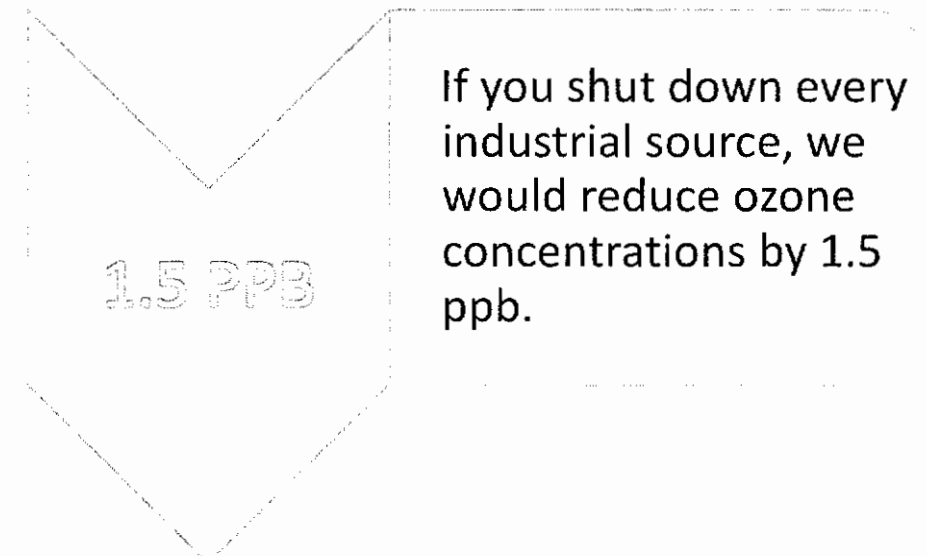 1.5 PPB
If you shut down every
industrial source, we
would reduce ozone
concentrations by 1.5
ppb.